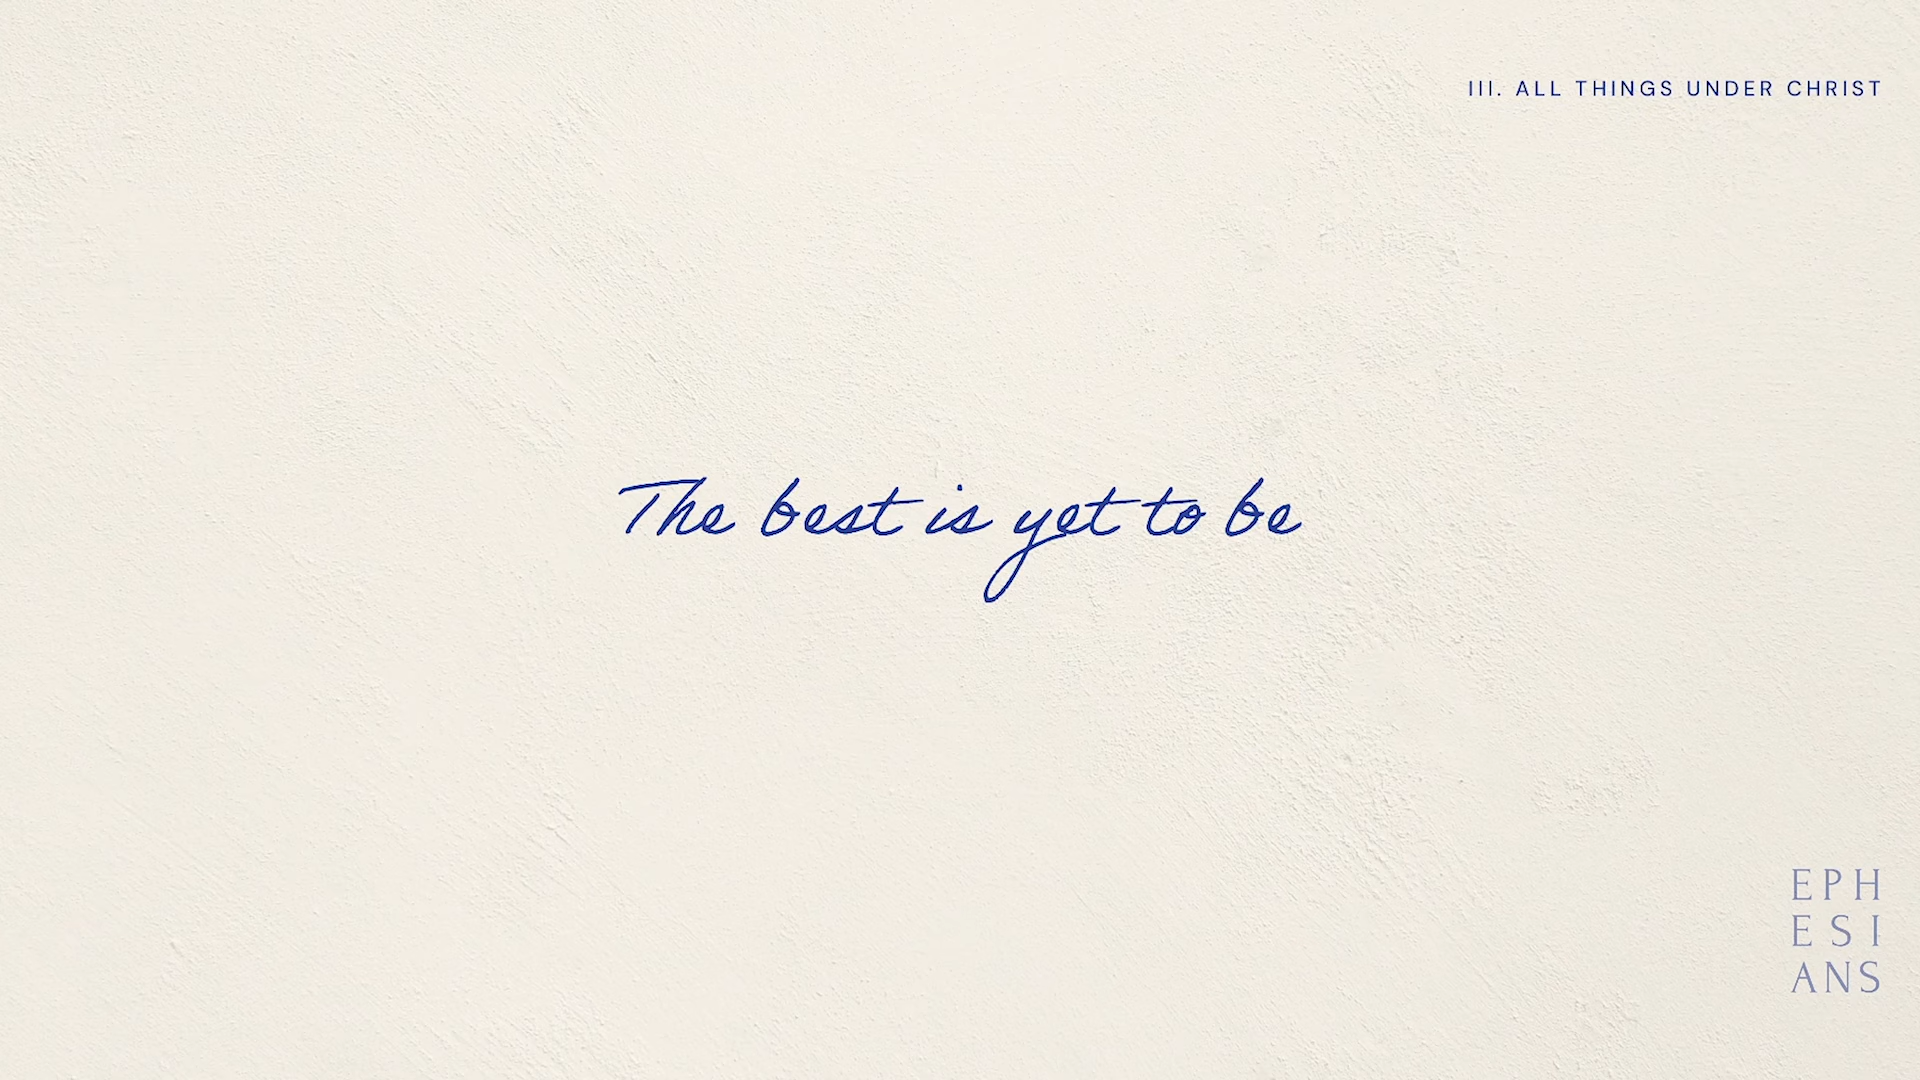 III. ALL THINGS UNDER CHRIST
The best is yet to be
EPH
ESI
ANS